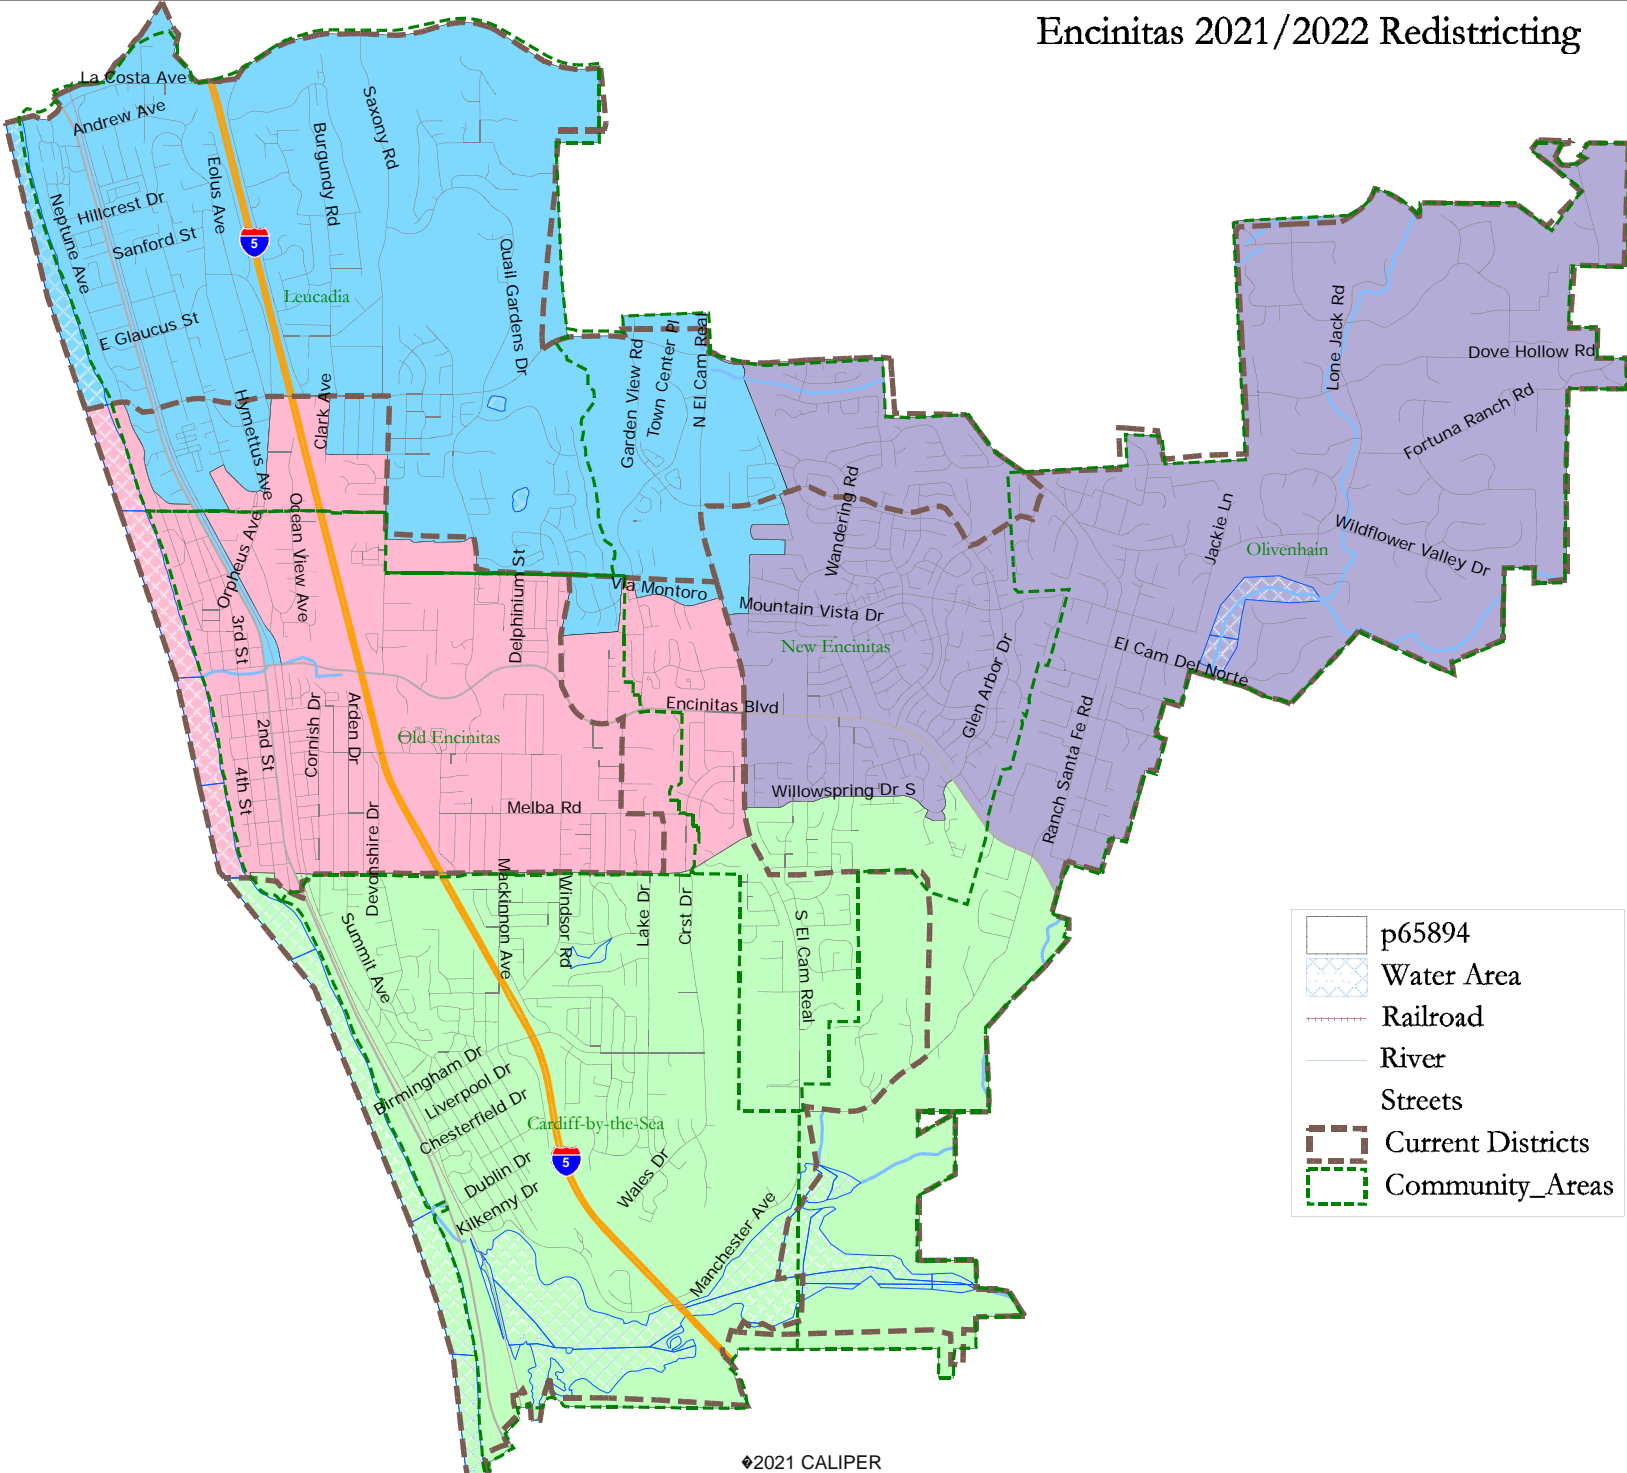 Encinitas 2021/2022 Redistricting
La Costa Ave
Andrew Ave
Saxony Rd
Burgundy Rd
Eolus Ave
Neptune Ave
Hillcrest Dr
Sanford St
5
Quail Gardens Dr
Leucadia
E Glaucus St
Garden View Rd
Town Center Pl
N El Cam Real
Lone Jack Rd
Dove Hollow Rd
Fortuna Ranch Rd
Hymettus Ave
Clark Ave
Wandering Rd
Jackie Ln
Wildflower Valley Dr
Olivenhain
Ocean View Ave
Orpheus Ave
3rd St
Delphinium St
Via Montoro
Mountain Vista Dr
New Encinitas
Glen Arbor Dr
El Cam Del Norte
Encinitas Blvd
Ranch Santa Fe Rd
2nd St
Cornish Dr
Arden Dr
Old Encinitas
4th St
Melba Rd
Willowspring Dr S
Devonshire Dr
Mackinnon Ave
Windsor Rd
Lake Dr
Crst Dr
S El Cam Real
Summit Ave
Birmingham Dr
Liverpool Dr
Chesterfield Dr
Cardiff-by-the-Sea
5
Dublin Dr
Kilkenny Dr
Wales Dr
Manchester Ave
p65894
Water Area
Railroad
River
Streets
Current Districts
Community_Areas
�2021 CALIPER